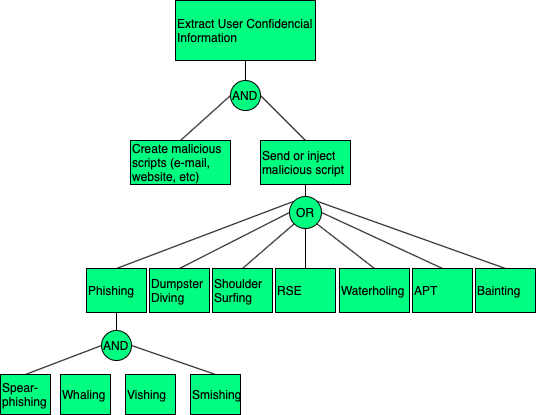 Extract User Confidencial
Information
AND
Create malicious
scripts (e-mail,
website, etc)
Send or inject
malicious script
OR
Phishing
Dumpster
Diving
Shoulder
Surfing
RSE
Waterholing
APT
Bainting
AND
Spear-
phishing
Whaling
Vishing
Smishing